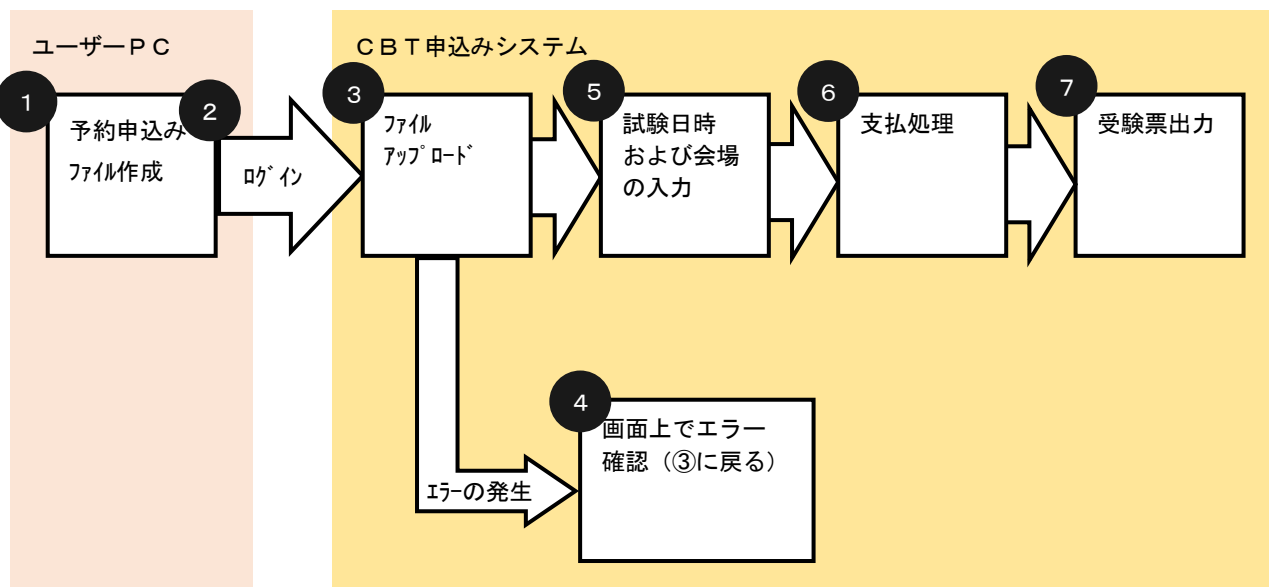 ユーザーＰＣ
ＣＢＴ申込みシステム
1
予約申込み
ﾌｧｲﾙ作成
2
ﾛｸﾞｲﾝ
3
ﾌｧｲﾙ
ｱｯﾌﾟﾛｰﾄﾞ
5
試験日時
および会場
の入力
6
支払処理
7
受験票出力
ｴﾗｰの発生
4
画面上でエラー
確認（③に戻る）